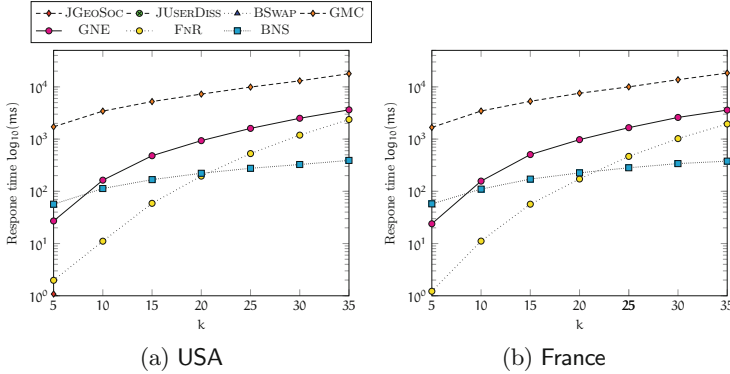 JGEOSOC JUSERDISS BSWAP GMC
GNE FNR BNS
Respone time log10(ms)
10^4
10^3
10^2
10^1
10^0
5 10 15 20 25 30 35
k
(a) USA
Respone time log10(ms)
10^4
10^3
10^2
10^1
10^0
5 10 15 20 25 30 35
k
(b) France